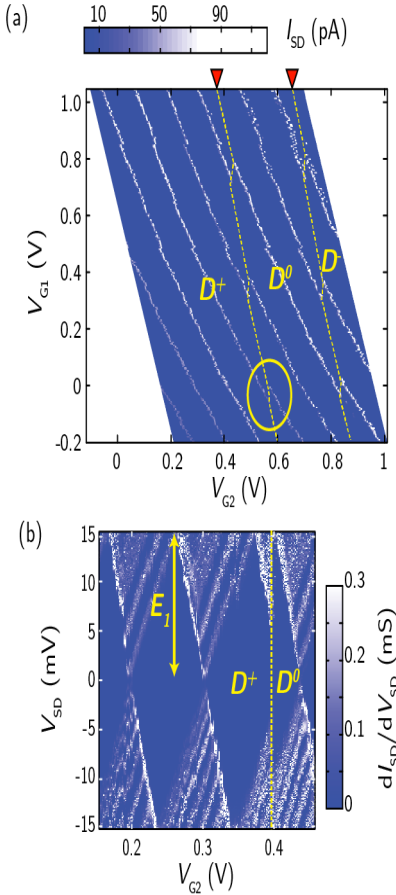 (a)
10 50 90 I_SD (pA)
1.0
0.8
0.6
0.4
0.2
0
-0.2
V_G1 (V)
D⁺ D⁰ D⁻
0 0.2 0.4 0.6 0.8 1
V_G2 (V)
(b)
15
10
5
0
-5
-10
-15
V_SD (mV)
E₁
D⁺ D⁰
0.2 0.3 0.4
V_G2 (V)
0.3
0.2
0.1
0
dI_SD/dV_SD (mS)